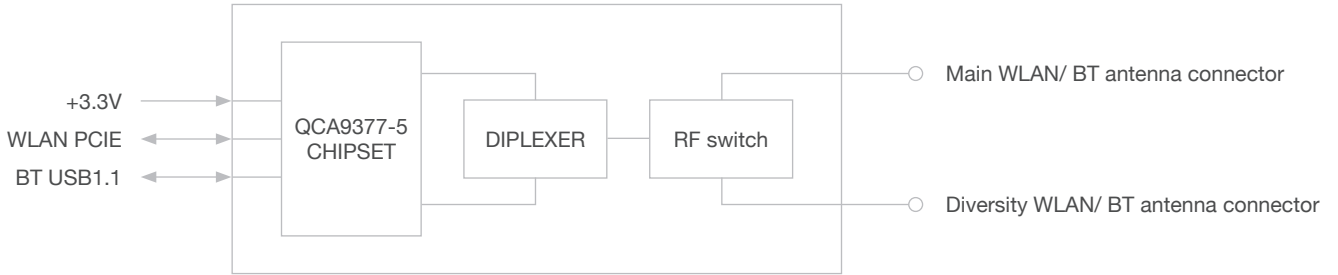 +3.3V
WLAN PCIE
BT USB1.1
QCA9377-5
CHIPSET
DIPLEXER
RF switch
Main WLAN/ BT antenna connector
Diversity WLAN/ BT antenna connector